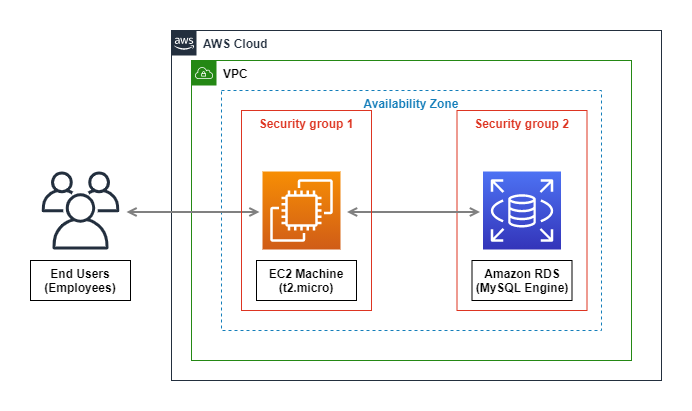 aws
AWS Cloud
VPC
Availability Zone
Security group 1
Security group 2
End Users
(Employees)
EC2 Machine
(t2.micro)
Amazon RDS
(MySQL Engine)